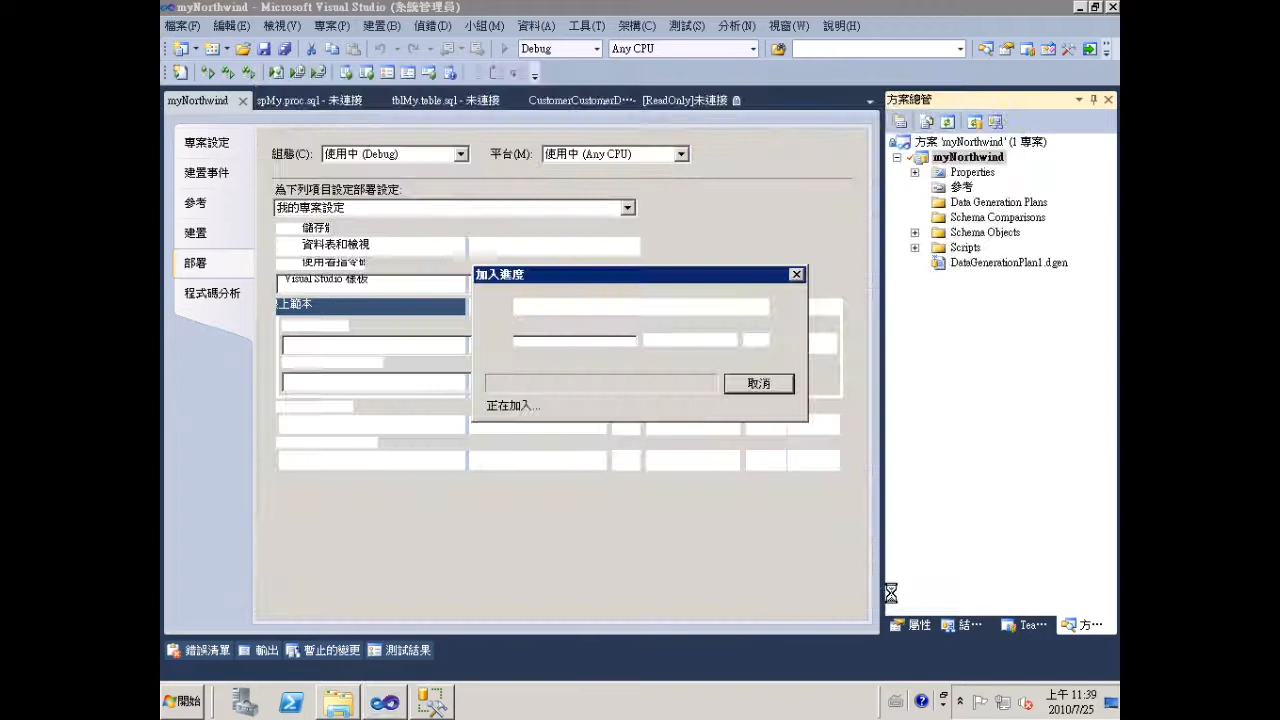 myNorthwind - Microsoft Visual Studio (系統管理員)
檔案(F) 編輯(E) 檢視(V) 專案(P) 建置(B) 偵錯(D) 小組(M) 資料(A) 工具(T) 架構(C) 測試(S) 分析(N) 視窗(W) 說明(H)
Debug Any CPU
myNorthwind spMy.proc.sql - 未連接 tblMy.table.sql - 未連接 CustomerCustomerD⋯ [ReadOnly]未連接
方案總管
專案設定
建置事件
參考
建置
部署
程式碼分析
組態(C): 使用中 (Debug) 平台(M): 使用中 (Any CPU)
為下列項目設定部署設定:
我的專案設定
資料表和檢視
Visual Studio 樣板
上範本
加入進度
取消
正在加入...
方案 'myNorthwind' (1 專案)
myNorthwind
Properties
參考
Data Generation Plans
Schema Comparisons
Schema Objects
Scripts
DataGenerationPlan1.dgen
屬性 結⋯ Tea⋯ 方⋯
錯誤清單 輸出 暫止的變更 測試結果
開始
上午 11:39
2010/7/25